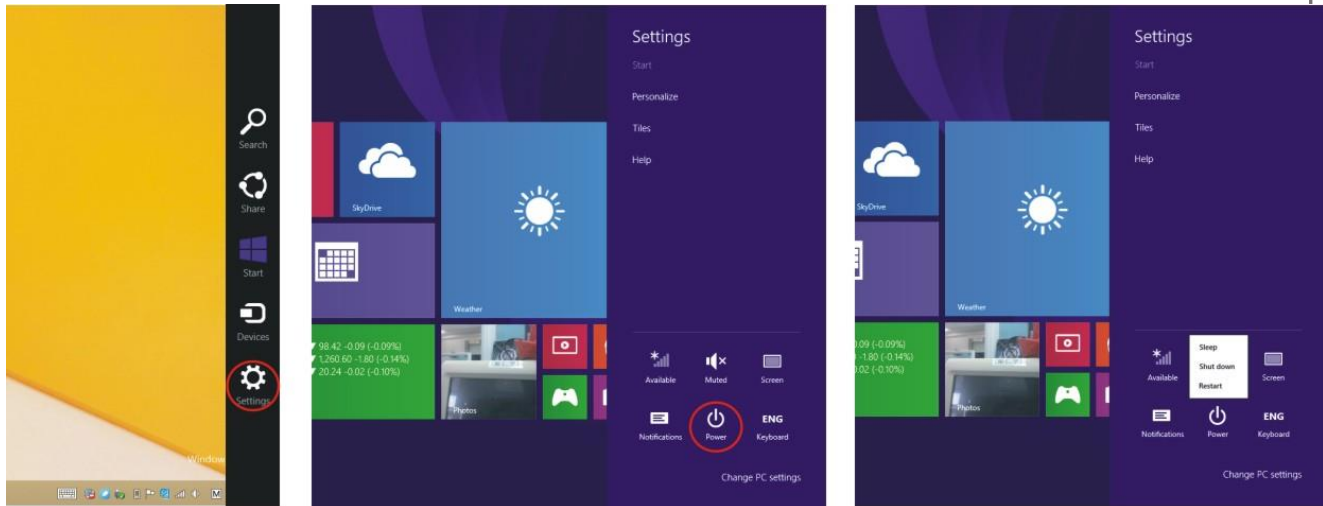 Search
Share
Start
Devices
Settings
Window
M
Settings
Start
Personalize
Tiles
Help
SkyDrive
Weather
98.42 -0.09 (-0.09%)
1,260.60 -1.80 (-0.14%)
20.24 -0.02 (-0.10%)
Photos
Available
Muted
Screen
Notifications
Power
ENG
Keyboard
Change PC settings
Settings
Start
Personalize
Tiles
Help
SkyDrive
Weather
0.09 (-0.09%)
-1.80 (-0.14%)
0.02 (-0.10%)
Photos
Available
Sleep
Shut down
Restart
Screen
Notifications
Power
ENG
Keyboard
Change PC settings